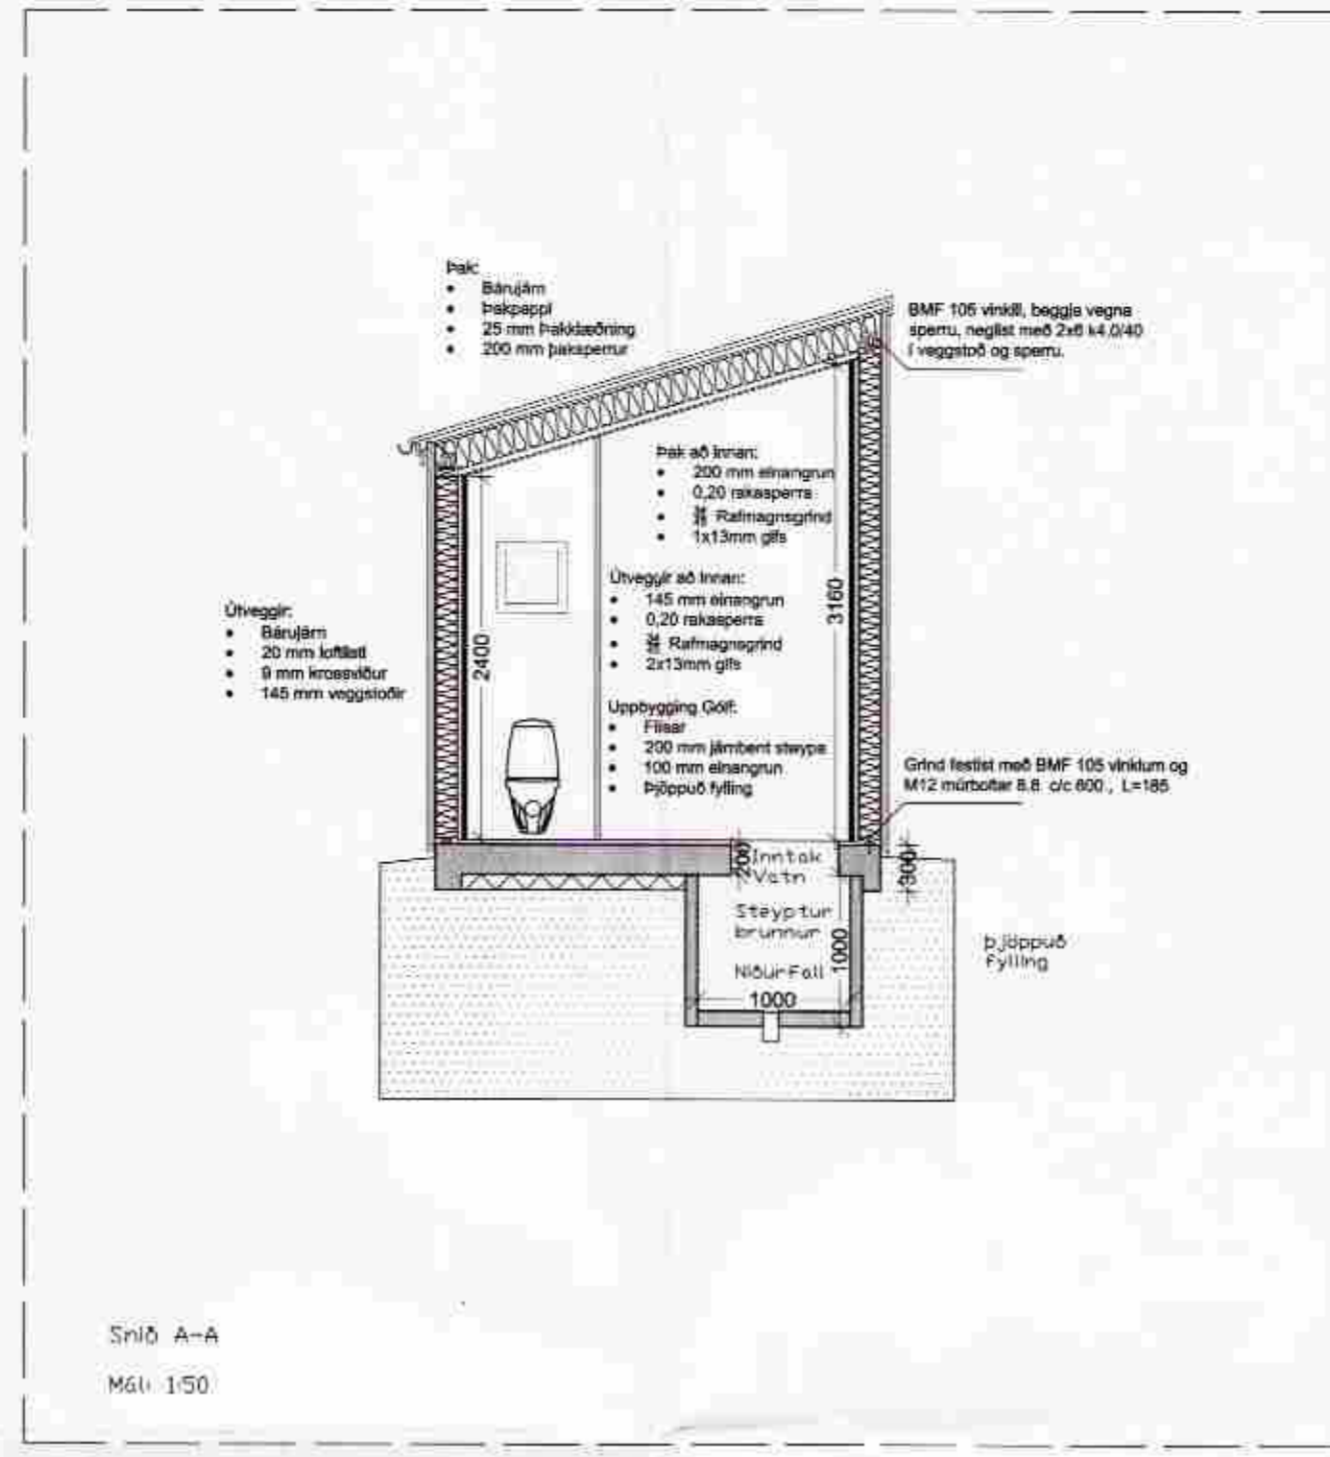 Þak:
• Bárujárn
• Þakpappi
• 25 mm Þakklæðning
• 200 mm þaksperrur
BMF 105 vinkill, beggja vegna
sperru, neglist með 2x6 k4,0/40
í veggstoð og sperru.
Þak að innan:
• 200 mm einangrun
• 0,20 rakasperra
• Rafmagnsgrind
• 1x13mm gifs
Útveggir að innan:
• 145 mm einangrun
• 0,20 rakasperra
• Rafmagnsgrind
• 2x13mm gifs
3160
2400
Útveggir:
• Bárujárn
• 20 mm loftlisti
• 9 mm krossviður
• 145 mm veggstoðir
Uppbygging Gólf:
• Flísar
• 200 mm járnbent steypa
• 100 mm einangrun
• Þjöppuð fylling
Grind festist með BMF 105 vinklum og
M12 múrboltar 8.8 c/c 600 , L=185
200
Inntak
Vatn
300
Steyptur
brunnur
1000
Niðurfall
1000
Þjöppuð
fylling
Snið A-A
Mál: 1:50